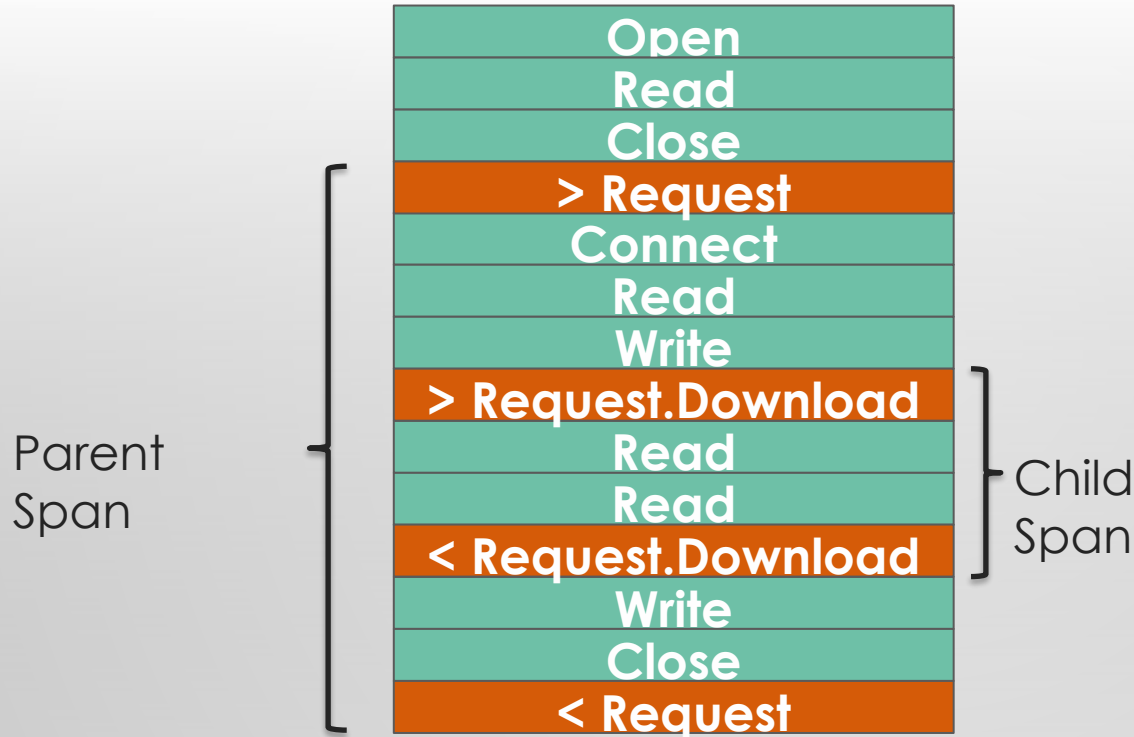 Open
Read
Close
> Request
Connect
Read
Write
> Request.Download
Read
Read
< Request.Download
Write
Close
< Request
Parent
Span
Child
Span